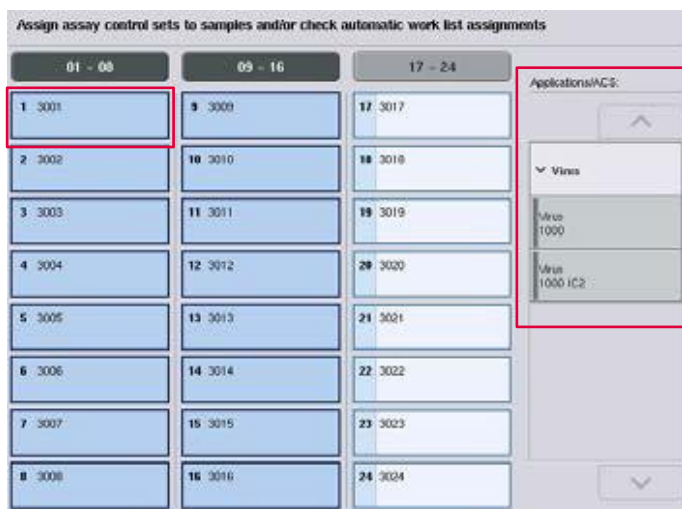 Assign assay control sets to samples and/or check automatic work list assignments
01 - 08
09 - 16
17 - 24
Applications/ACS:
1 3001
9 3009
17 3017
2 3002
10 3010
18 3018
Virus
3 3003
11 3011
19 3019
Virus
1000
4 3004
12 3012
20 3020
Virus
1000 IC2
5 3005
13 3013
21 3021
6 3006
14 3014
22 3022
7 3007
15 3015
23 3023
8 3008
16 3016
24 3024